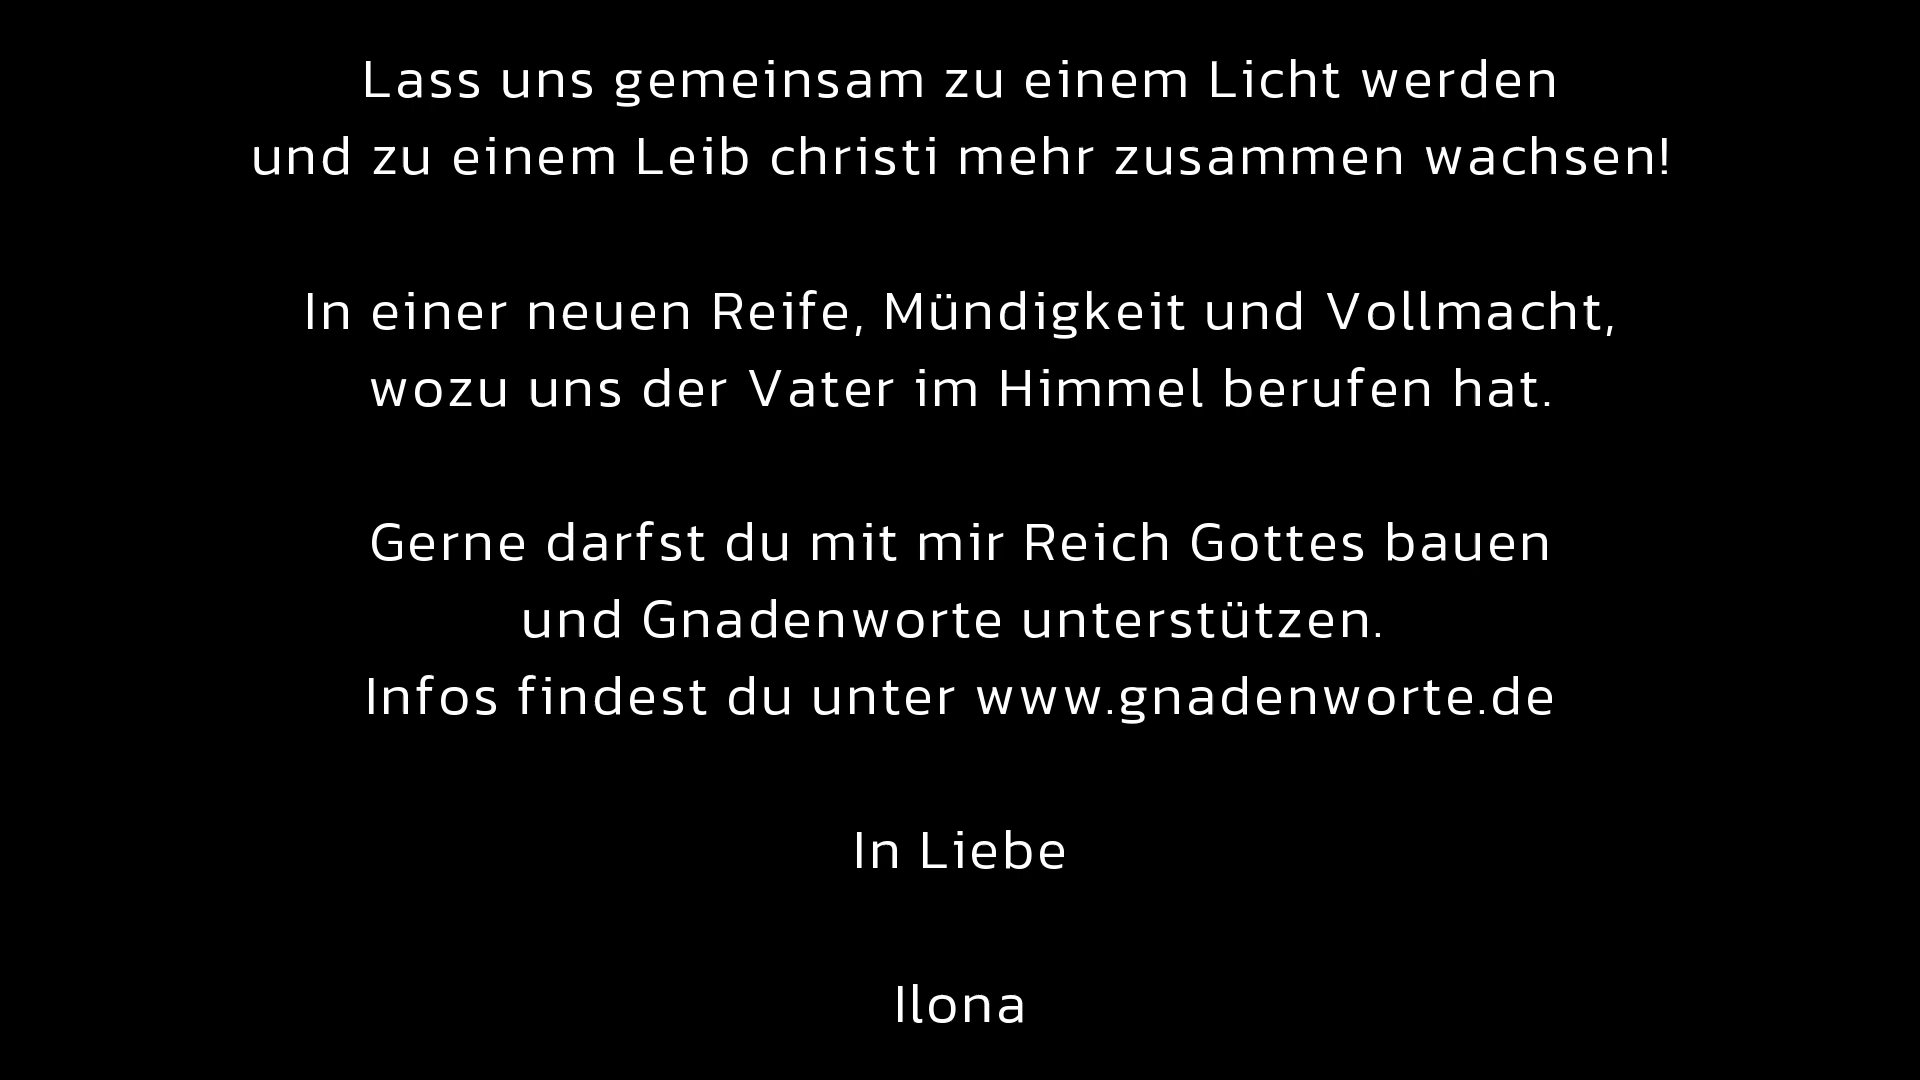 Lass uns gemeinsam zu einem Licht werden
und zu einem Leib christi mehr zusammen wachsen!
In einer neuen Reife, Mündigkeit und Vollmacht,
wozu uns der Vater im Himmel berufen hat.
Gerne darfst du mit mir Reich Gottes bauen
und Gnadenworte unterstützen.
Infos findest du unter www.gnadenworte.de
In Liebe
Ilona